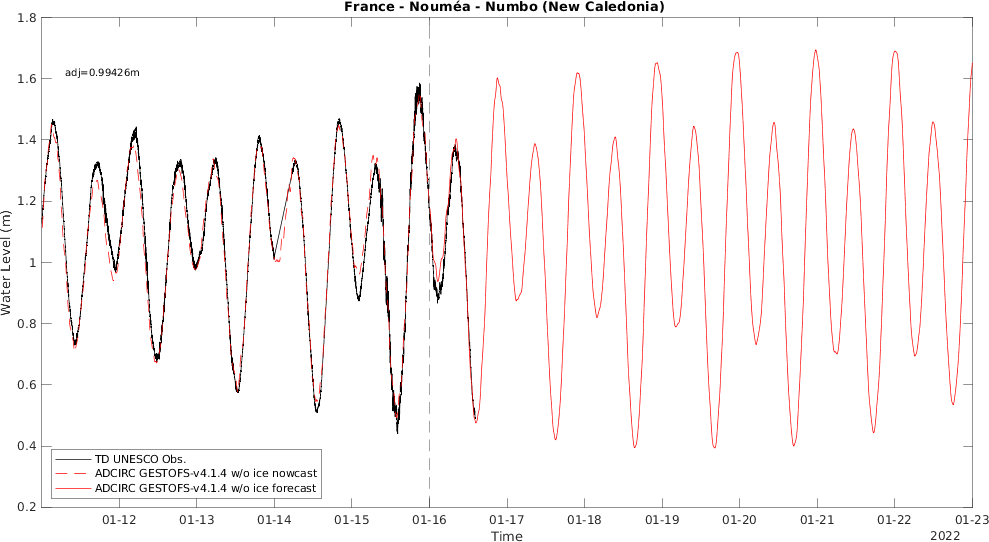 France - Nouméa - Numbo (New Caledonia)
1.8
1.6
1.4
1.2
1
0.8
0.6
0.4
0.2
Water Level (m)
adj=0.99426m
TD UNESCO Obs.
ADCIRC GESTOFS-v4.1.4 w/o ice nowcast
ADCIRC GESTOFS-v4.1.4 w/o ice forecast
01-12 01-13 01-14 01-15 01-16 01-17 01-18 01-19 01-20 01-21 01-22 01-23
Time
2022